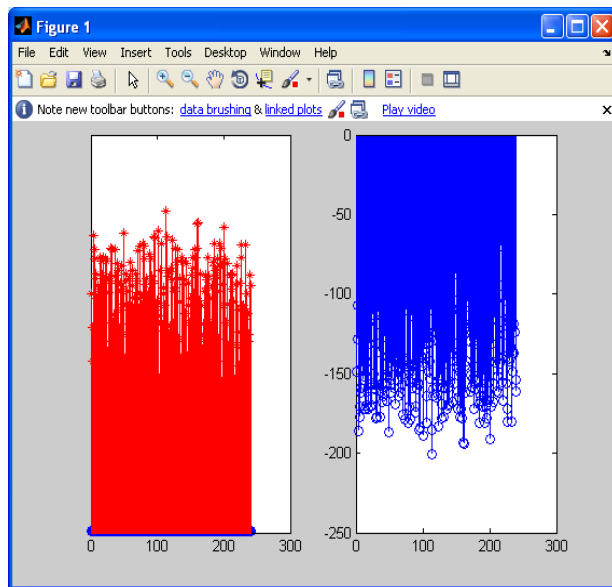 Figure 1
File Edit View Insert Tools Desktop Window Help
Note new toolbar buttons: data brushing & linked plots Play video
0
-50
-100
-150
-200
-250
0 100 200 300
0 100 200 300